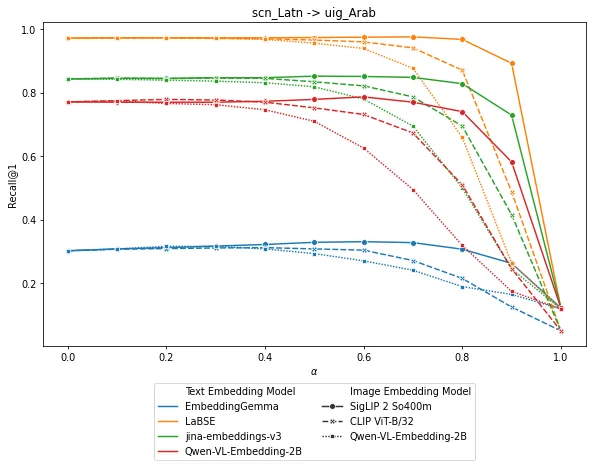 scn_Latn -> uig_Arab
Recall@1
1.0
0.8
0.6
0.4
0.2
0.0 0.2 0.4 0.6 0.8 1.0
α
Text Embedding Model Image Embedding Model
EmbeddingGemma SigLIP 2 So400m
LaBSE CLIP ViT-B/32
jina-embeddings-v3 Qwen-VL-Embedding-2B
Qwen-VL-Embedding-2B